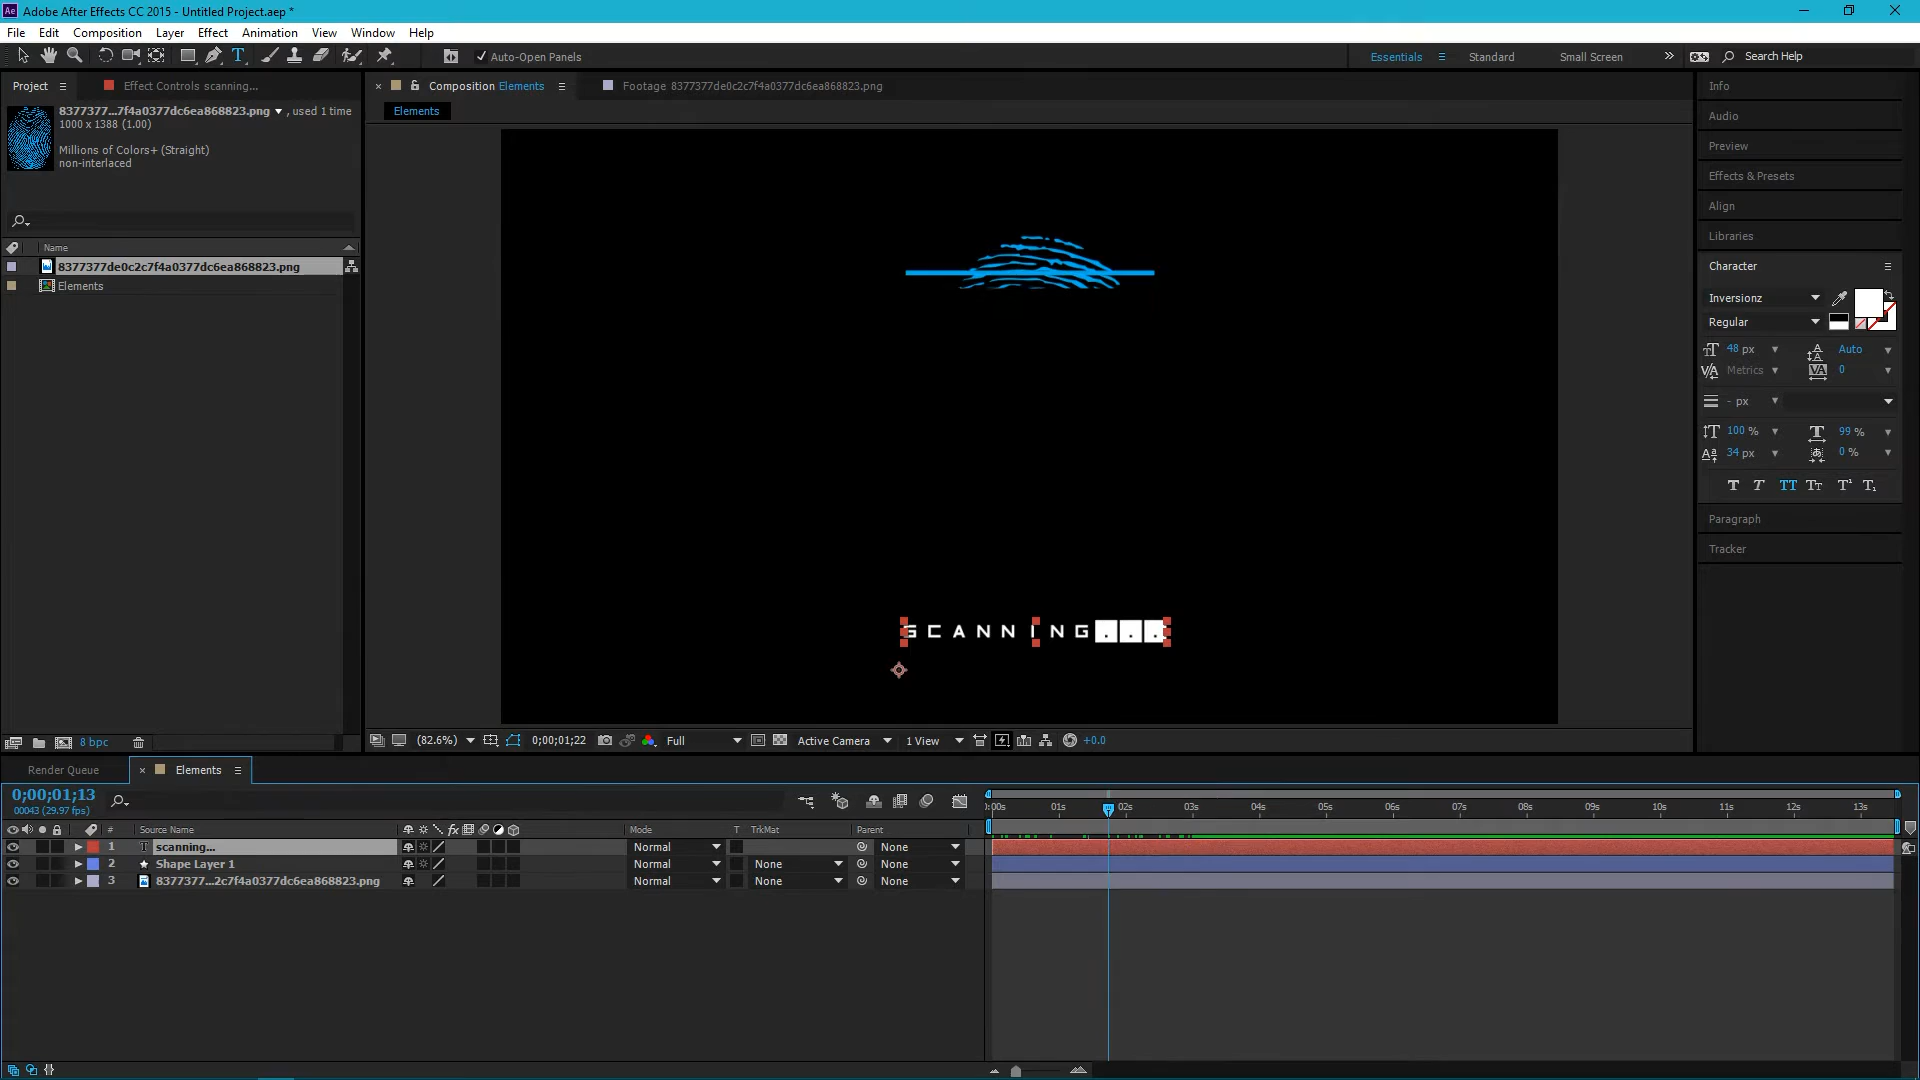 Adobe After Effects CC 2015 - Untitled Project.aep *
File Edit Composition Layer Effect Animation View Window Help
Auto-Open Panels
Essentials Standard Small Screen Search Help
Project Effect Controls scanning...
8377377...7f4a0377dc6ea868823.png , used 1 time
1000 x 1388 (1.00)
Millions of Colors+ (Straight)
non-interlaced
Name
8377377de0c2c7f4a0377dc6ea868823.png
Elements
8 bpc
Composition Elements Footage 8377377de0c2c7f4a0377dc6ea868823.png
Elements
SCANNING...
(82.6%) 0;00;01;22 Full Active Camera 1 View +0.0
Info
Audio
Preview
Effects & Presets
Align
Libraries
Character
Inversionz
Regular
48 px Auto
Metrics 0
- px
100 % 99 %
34 px 0 %
Paragraph
Tracker
Render Queue Elements
0;00;01;13
00043 (29.97 fps)
:00s 01s 02s 03s 04s 05s 06s 07s 08s 09s 10s 11s 12s 13s
# Source Name Mode T TrkMat Parent
1 scanning... Normal None
2 Shape Layer 1 Normal None None
3 8377377...2c7f4a0377dc6ea868823.png Normal None None